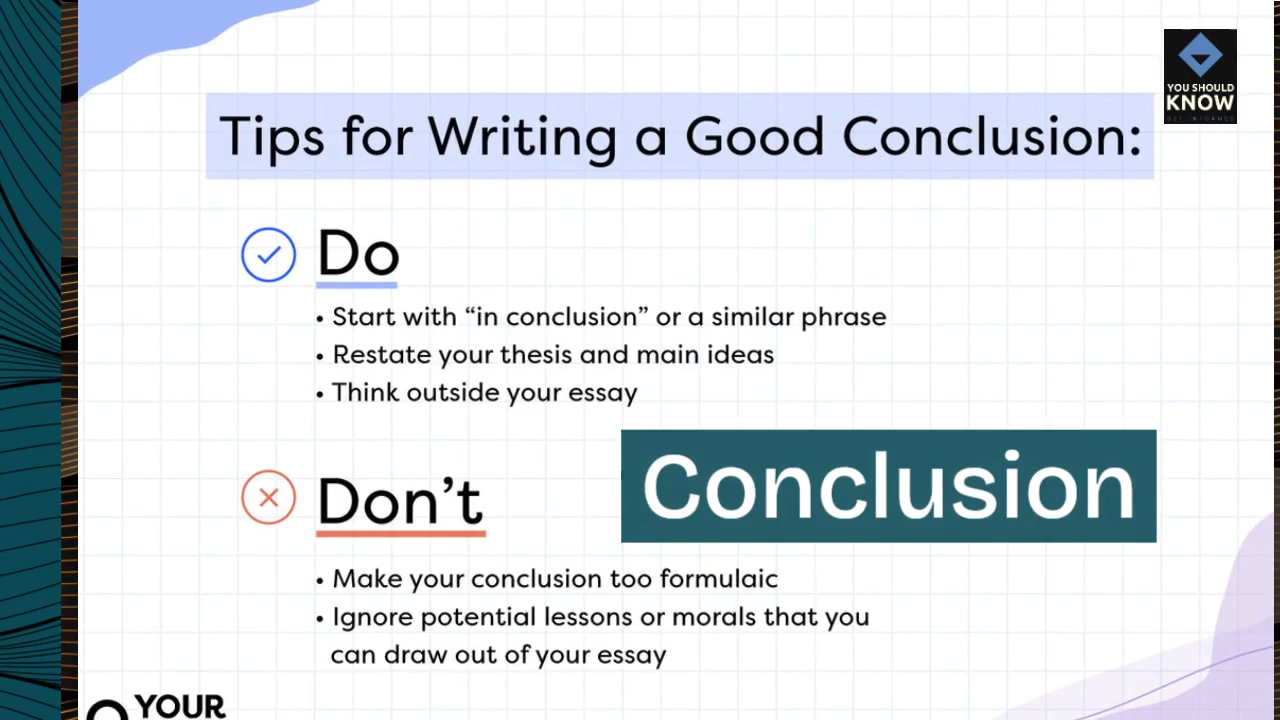 YOU SHOULD
KNOW
GET INFORMED
Tips for Writing a Good Conclusion:
Do
• Start with “in conclusion” or a similar phrase
• Restate your thesis and main ideas
• Think outside your essay
Conclusion
Don’t
• Make your conclusion too formulaic
• Ignore potential lessons or morals that you
can draw out of your essay
YOUR